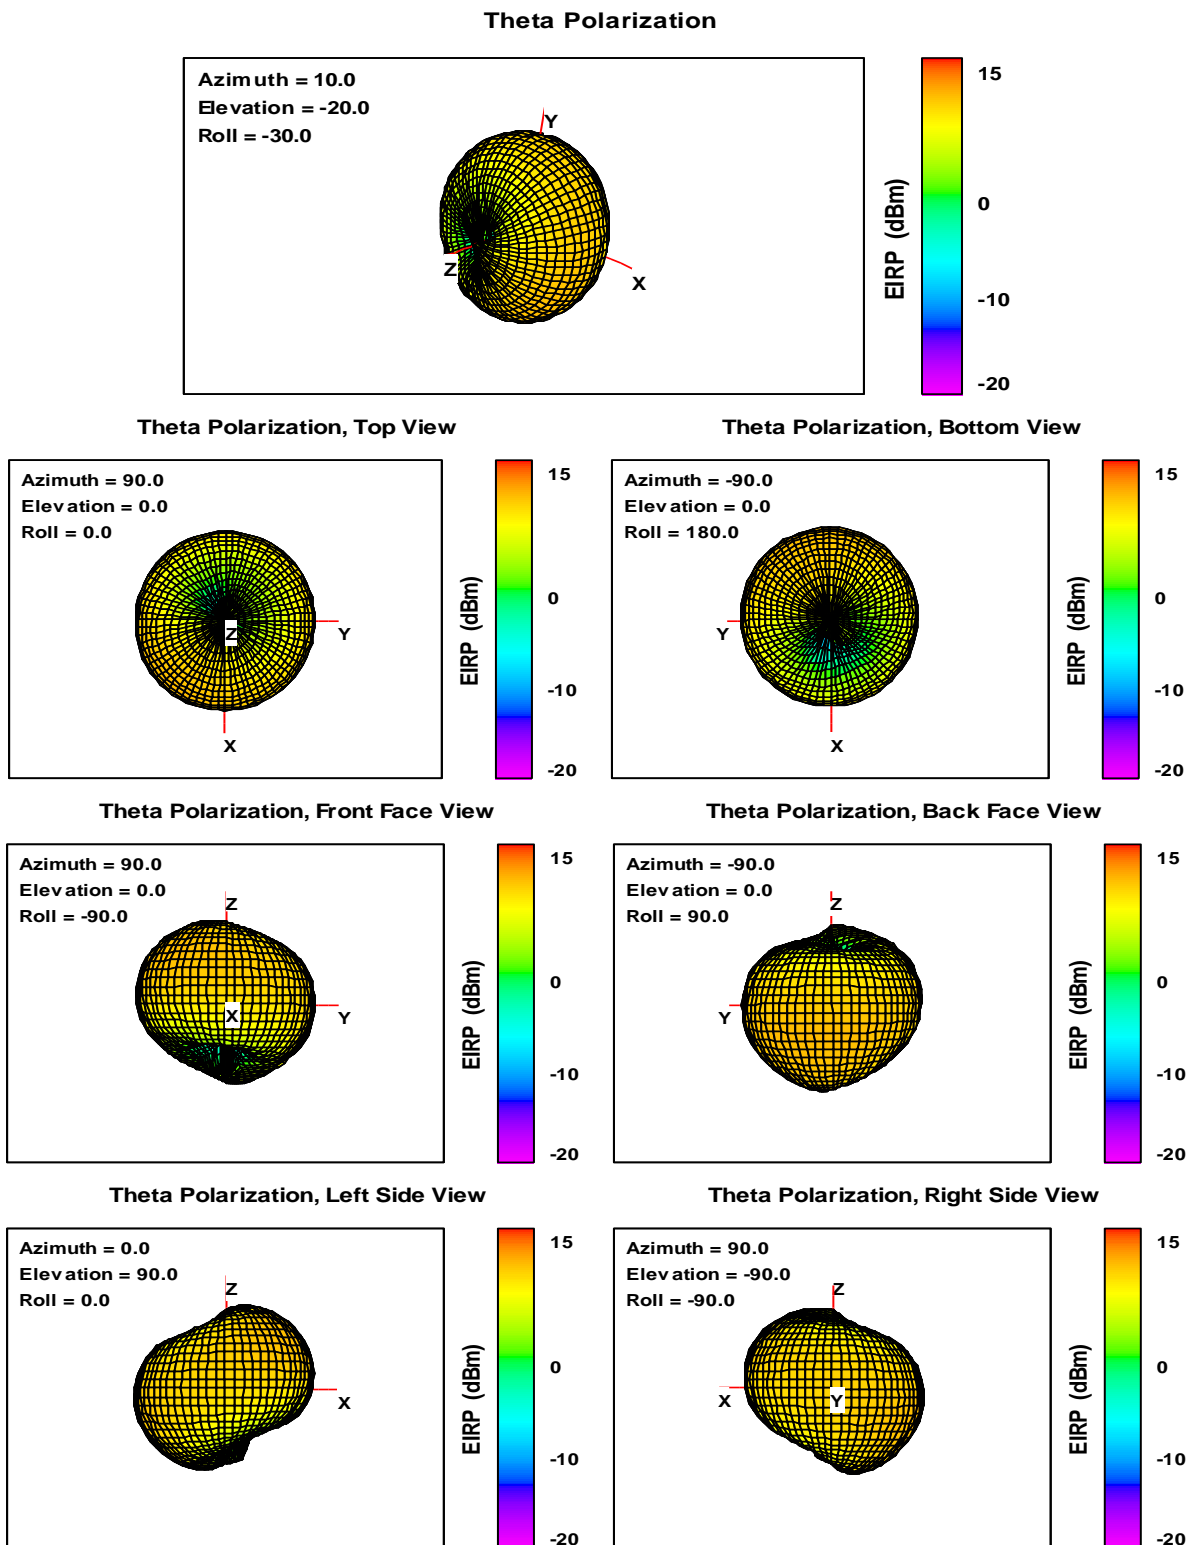 Theta Polarization
Azimuth = 10.0
Elevation = -20.0
Roll = -30.0
Y
Z
X
EIRP (dBm)
15
0
-10
-20
Theta Polarization, Top View
Azimuth = 90.0
Elevation = 0.0
Roll = 0.0
Z
Y
X
EIRP (dBm)
15
0
-10
-20
Theta Polarization, Bottom View
Azimuth = -90.0
Elevation = 0.0
Roll = 180.0
Y
X
EIRP (dBm)
15
0
-10
-20
Theta Polarization, Front Face View
Azimuth = 90.0
Elevation = 0.0
Roll = -90.0
Z
X
Y
EIRP (dBm)
15
0
-10
-20
Theta Polarization, Back Face View
Azimuth = -90.0
Elevation = 0.0
Roll = 90.0
Z
Y
EIRP (dBm)
15
0
-10
-20
Theta Polarization, Left Side View
Azimuth = 0.0
Elevation = 90.0
Roll = 0.0
Z
X
EIRP (dBm)
15
0
-10
-20
Theta Polarization, Right Side View
Azimuth = 90.0
Elevation = -90.0
Roll = -90.0
Z
X
Y
EIRP (dBm)
15
0
-10
-20